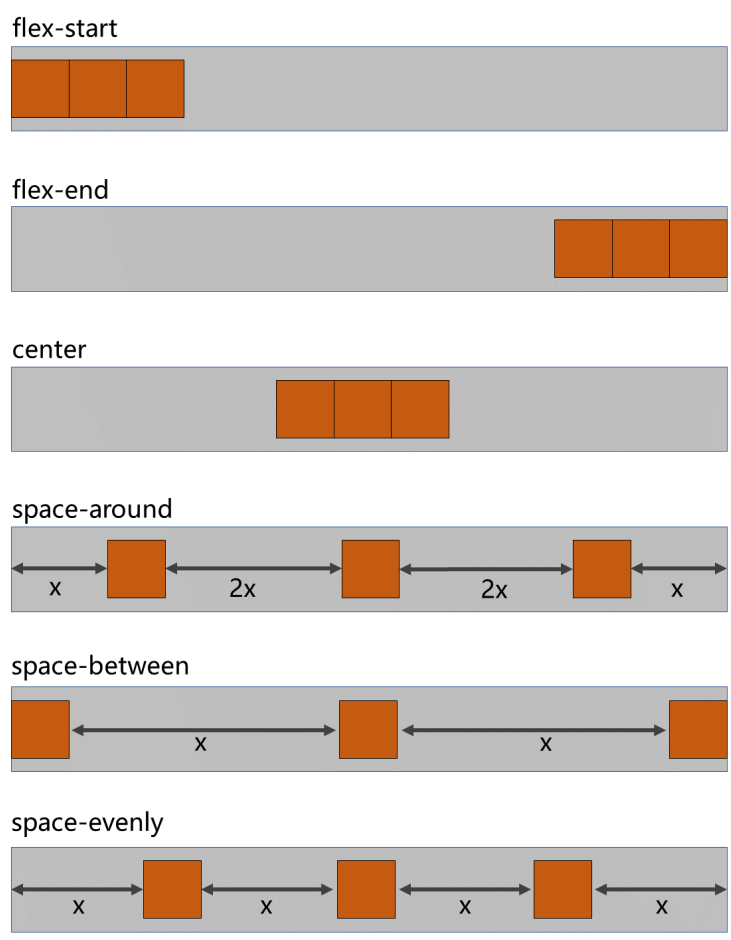 flex-start
flex-end
center
space-around
x 2x 2x x
space-between
x x
space-evenly
x x x x